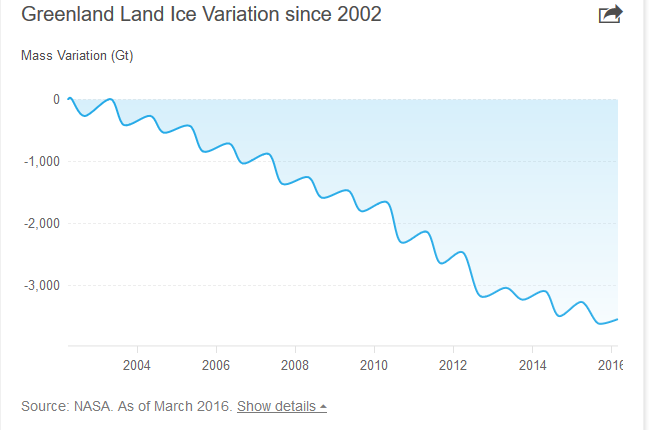 Greenland Land Ice Variation since 2002
Mass Variation (Gt)
0
-1,000
-2,000
-3,000
2004 2006 2008 2010 2012 2014 2016
Source: NASA. As of March 2016. Show details